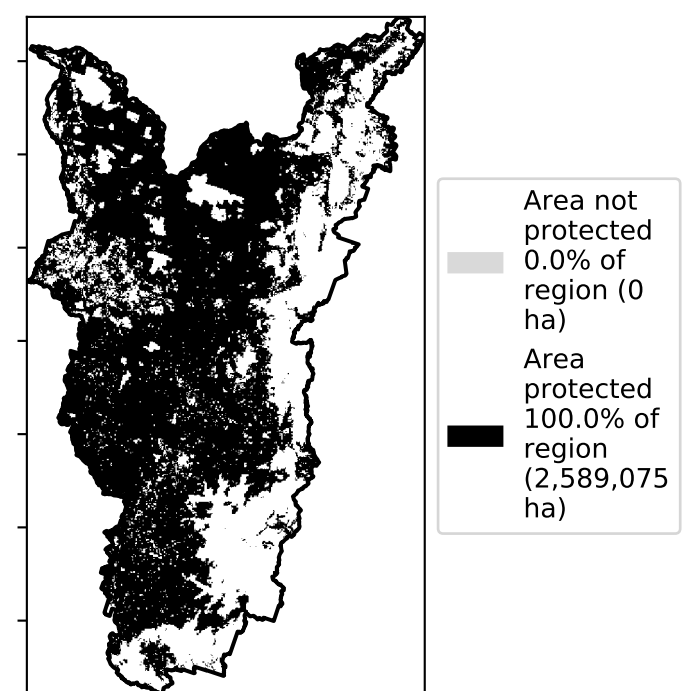 Area not
protected
0.0% of
region (0
ha)
Area
protected
100.0% of
region
(2,589,075
ha)